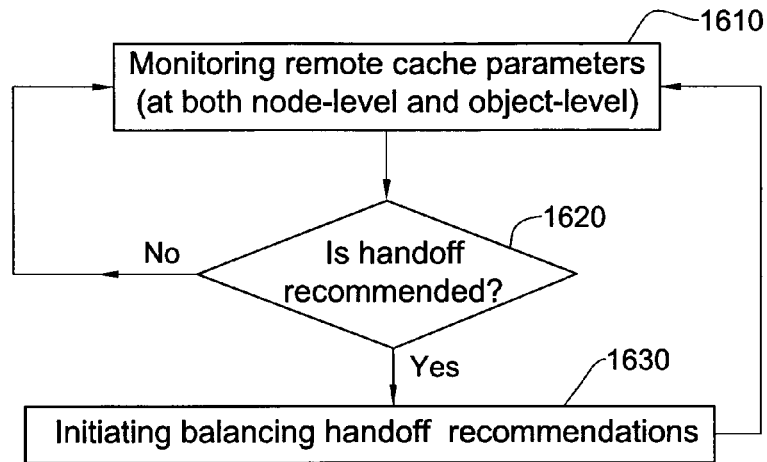 1610
Monitoring remote cache parameters
(at both node-level and object-level)
1620
Is handoff
recommended?
No
Yes
1630
Initiating balancing handoff recommendations